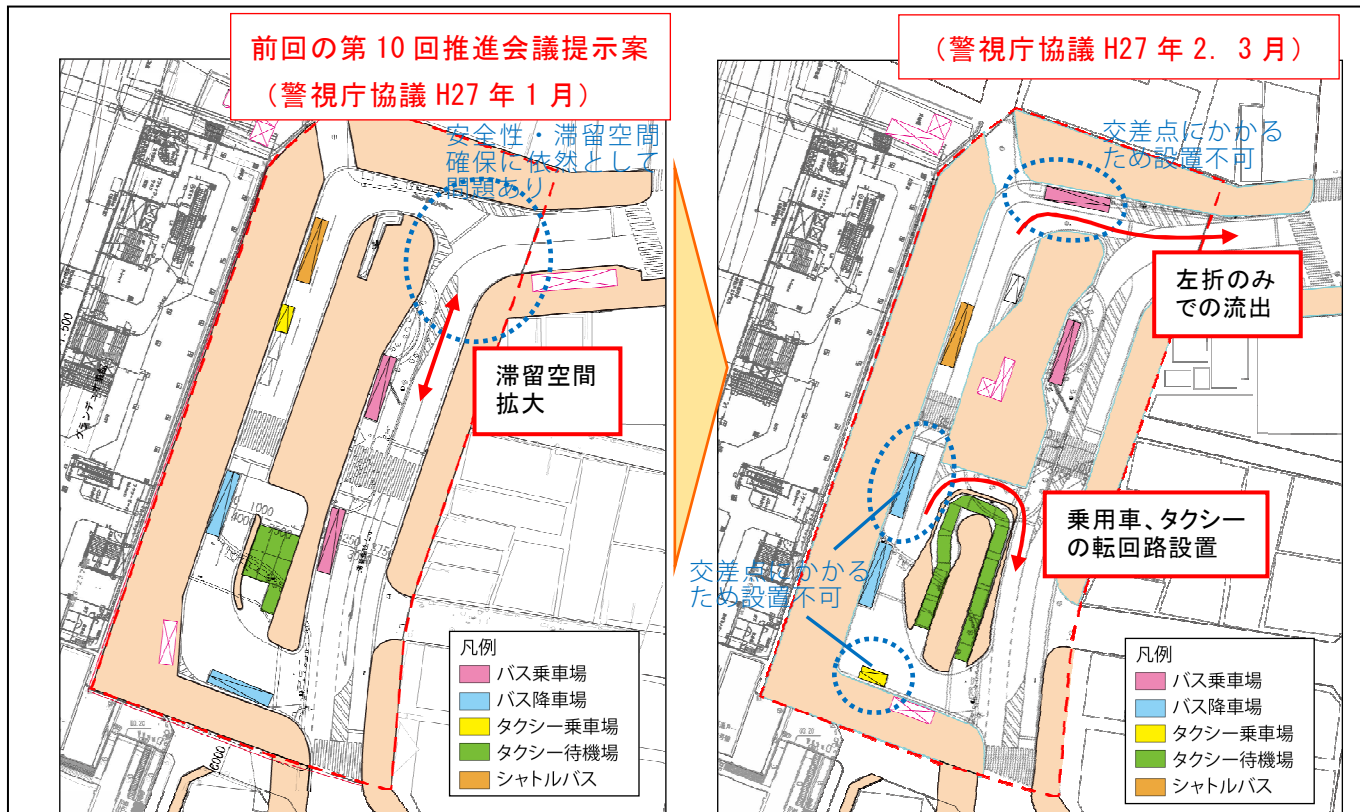 前回の第10回推進会議提示案
（警視庁協議H27年1月）
安全性・滞留空間
確保に依然として
問題あり
滞留空間
拡大
1000
4000
6000
凡例
バス乗車場
バス降車場
タクシー乗車場
タクシー待機場
シャトルバス
（警視庁協議H27年2．3月）
交差点にかかる
ため設置不可
左折のみ
での流出
乗用車、タクシー
の転回路設置
交差点にかかる
ため設置不可
凡例
バス乗車場
バス降車場
タクシー乗車場
タクシー待機場
シャトルバス